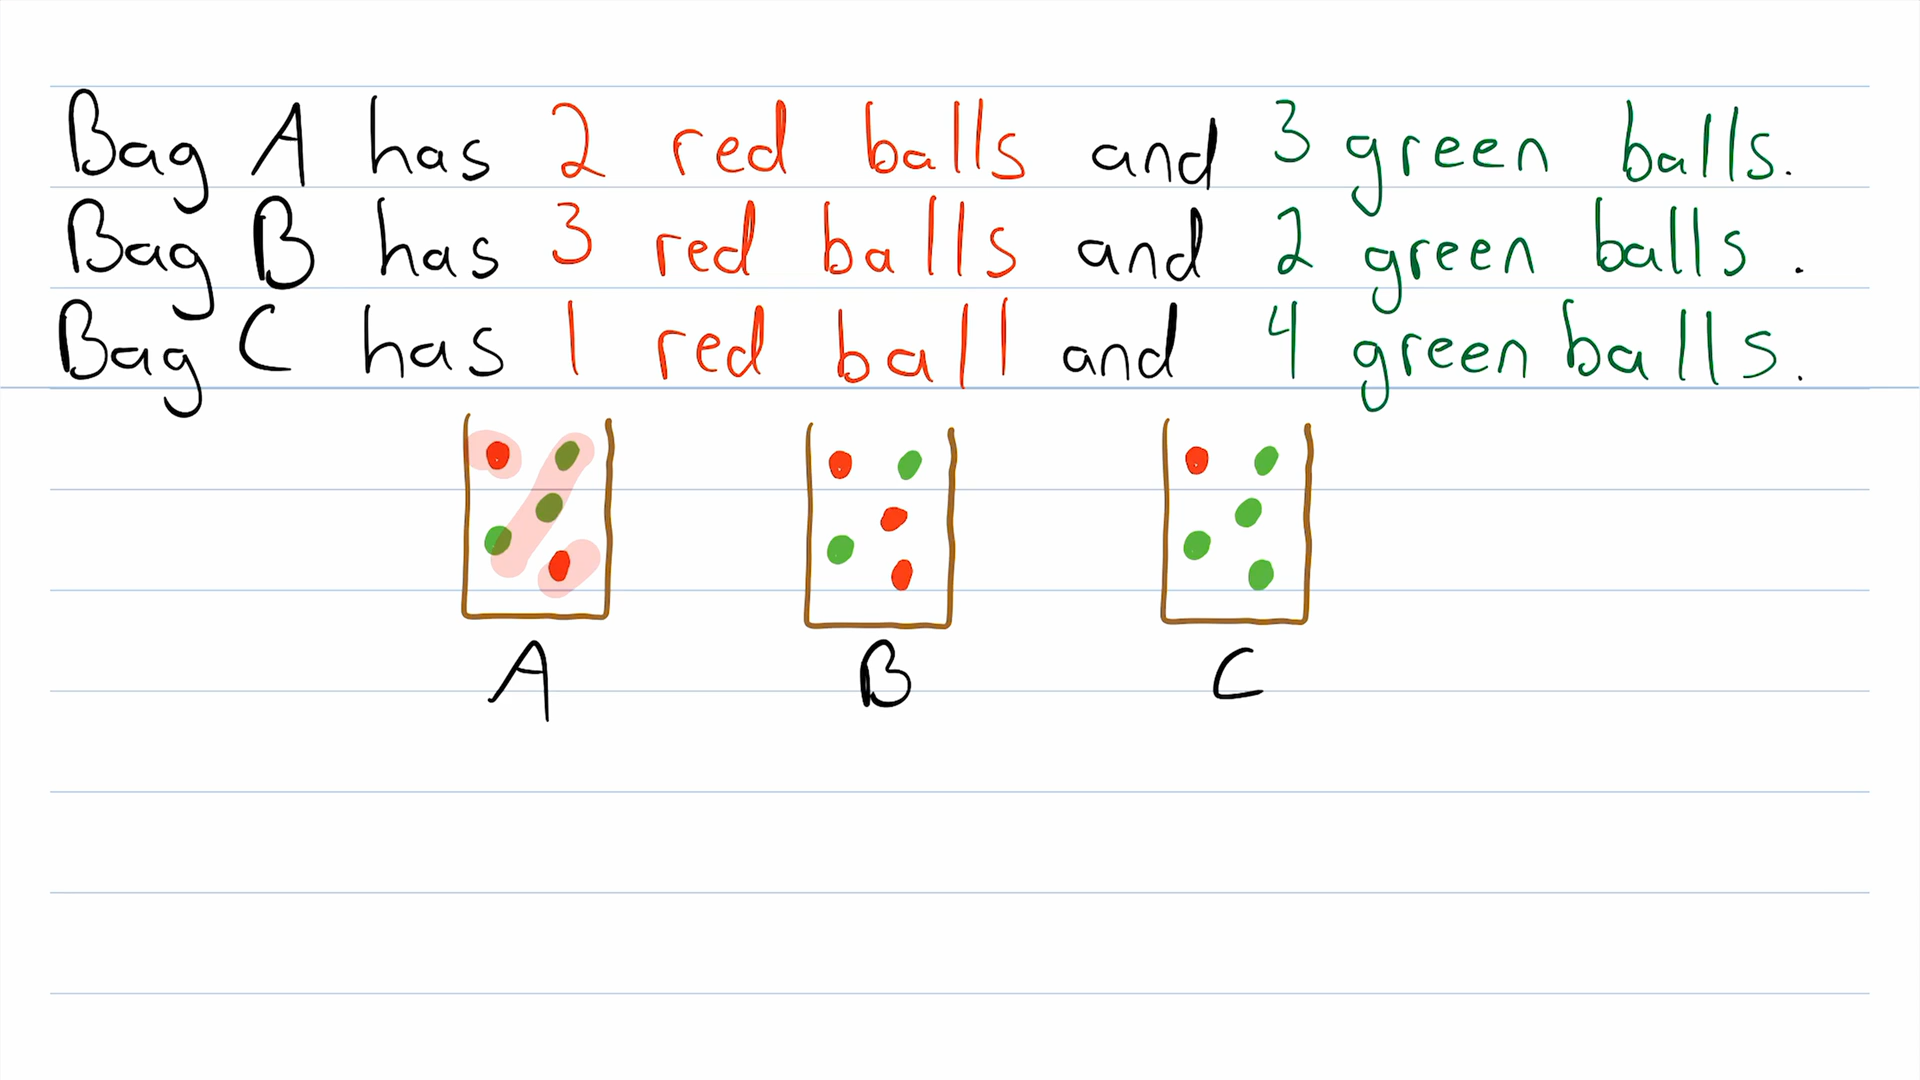 Bag A has 2 red balls and 3 green balls.
Bag B has 3 red balls and 2 green balls.
Bag C has 1 red ball and 4 green balls.
A B C